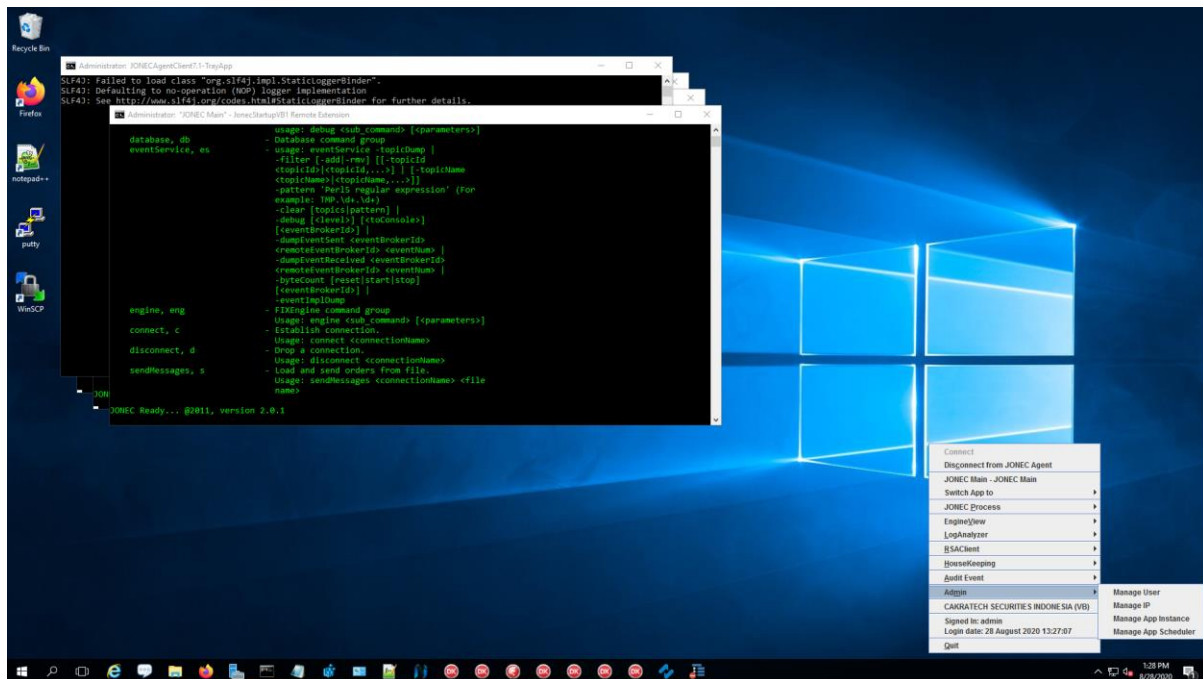 Recycle Bin
Firefox
notepad++
putty
WinSCP
Administrator: JONECAgentClient7.1-TrayApp
SLF4J: Failed to load class "org.slf4j.impl.StaticLoggerBinder".
SLF4J: Defaulting to no-operation (NOP) logger implementation
SLF4J: See http://www.slf4j.org/codes.html#StaticLoggerBinder for further details.
Administrator: "JONEC Main" - JonecStartupVB1 Remote Extension
usage: debug <sub_command> [<parameters>]
database, db - Database command group
eventService, es - usage: eventService -topicDump |
-filter [-add|-rmv] [[-topicId
<topicId>|<topicId,...>] | [-topicName
<topicName>|<topicName,...>]]
-pattern 'Perl5 regular expression' (For
example: TMP.\d+.\d+)
-clear [topics|pattern] |
-debug [<level>] [<toConsole>]
[<eventBrokerId>] |
-dumpEventSent <eventBrokerId>
<remoteEventBrokerId> <eventNum> |
-dumpEventReceived <eventBrokerId>
<remoteEventBrokerId> <eventNum> |
-byteCount [reset|start|stop]
[<eventBrokerId>] |
-eventImplDump
engine, eng - FIXEngine command group
Usage: engine <sub_command> [<parameters>]
connect, c - Establish connection.
Usage: connect <connectionName>
disconnect, d - Drop a connection.
Usage: disconnect <connectionName>
sendMessages, s - Load and send orders from file.
Usage: sendMessages <connectionName> <file
name>
JON
JONEC Ready... @2011, version 2.0.1
Connect
Disconnect from JONEC Agent
JONEC Main - JONEC Main
Switch App to
JONEC Process
EngineView
LogAnalyzer
RSAClient
HouseKeeping
Audit Event
Admin
CAKRATECH SECURITIES INDONESIA (VB)
Signed In: admin
Login date: 28 August 2020 13:27:07
Quit
Manage User
Manage IP
Manage App Instance
Manage App Scheduler
1:28 PM
8/28/2020